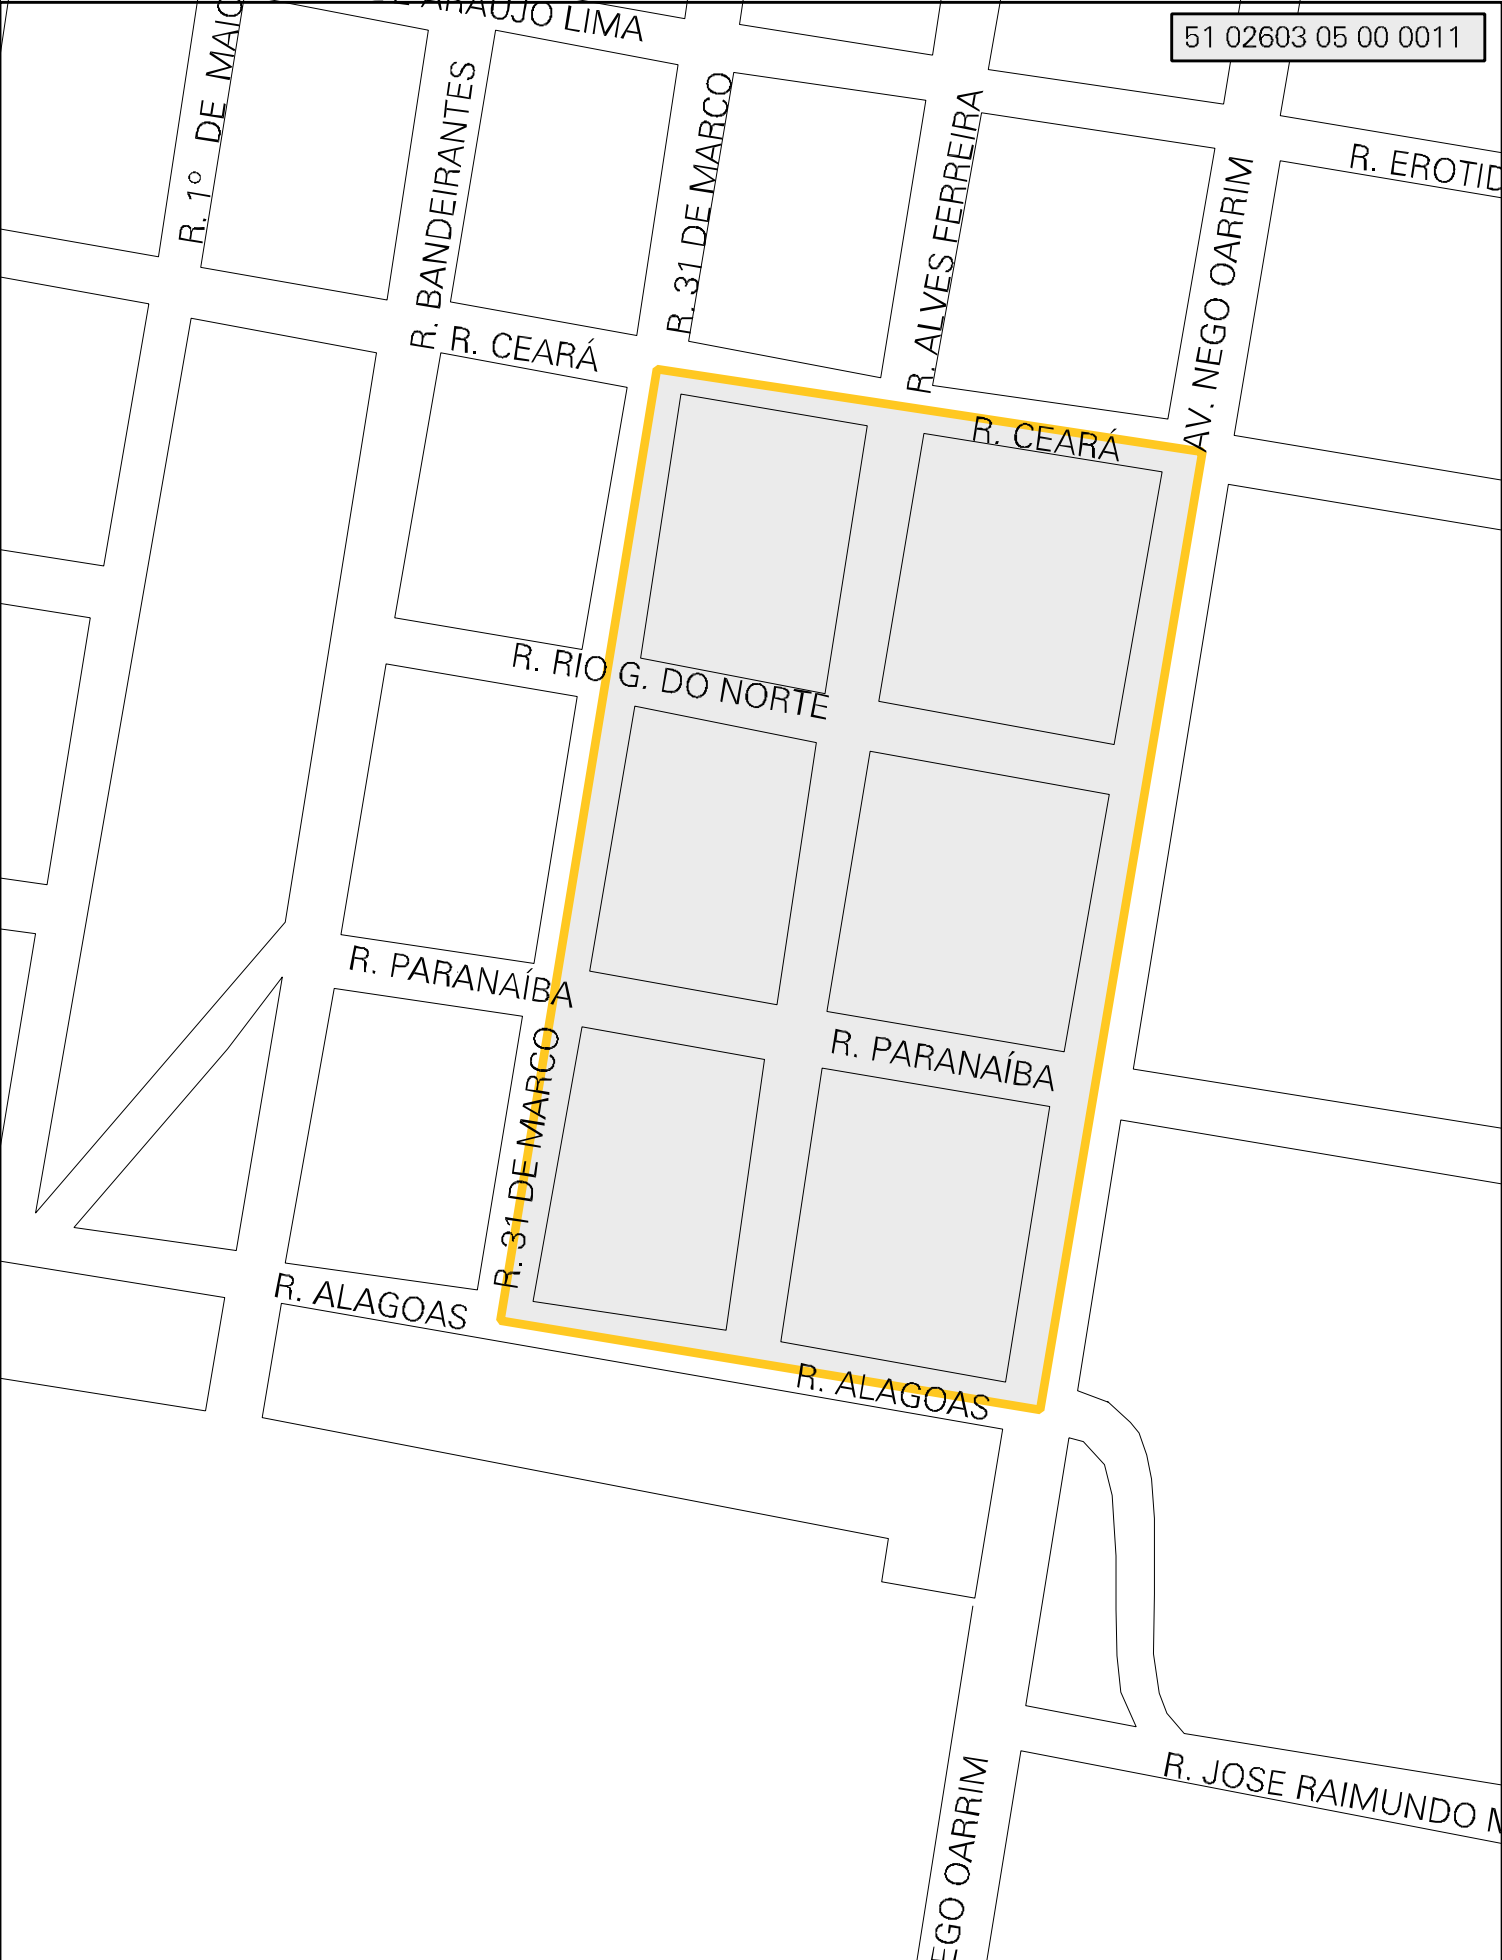 ARAUJO LIMA
51 02603 05 00 0011
R. 1º DE MAIO
R. BANDEIRANTES
R. 31 DE MARCO
R. ALVES FERREIRA
AV. NEGO OARRIM
R. EROTID
R. CEARÁ
R. CEARÁ
R. RIO G. DO NORTE
R. PARANAÍBA
R. PARANAÍBA
R. 31 DE MARCO
R. ALAGOAS
R. ALAGOAS
R. JOSE RAIMUNDO
EGO OARRIM